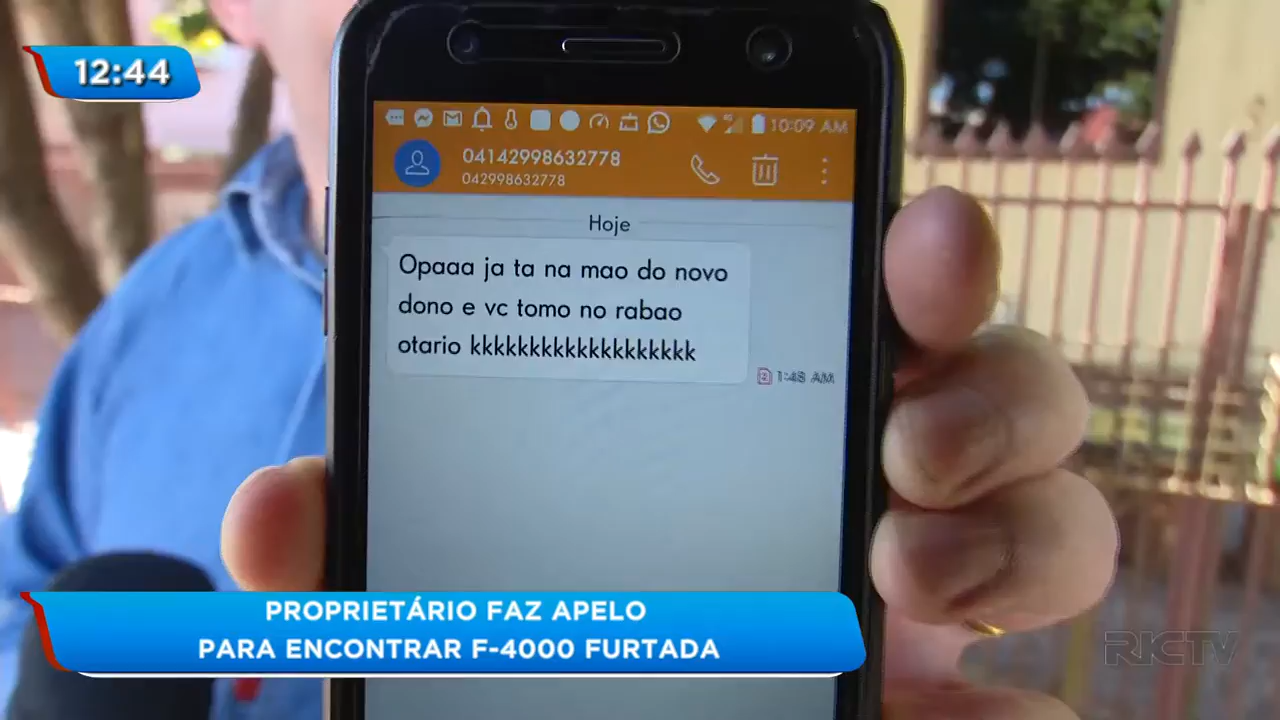 12:44
10:09 AM
04142998632778
042998632778
Hoje
Opaaa ja ta na mao do novo
dono e vc tomo no rabao
otario kkkkkkkkkkkkkkkkkkk
1:48 AM
PROPRIETÁRIO FAZ APELO
PARA ENCONTRAR F-4000 FURTADA
RICTV